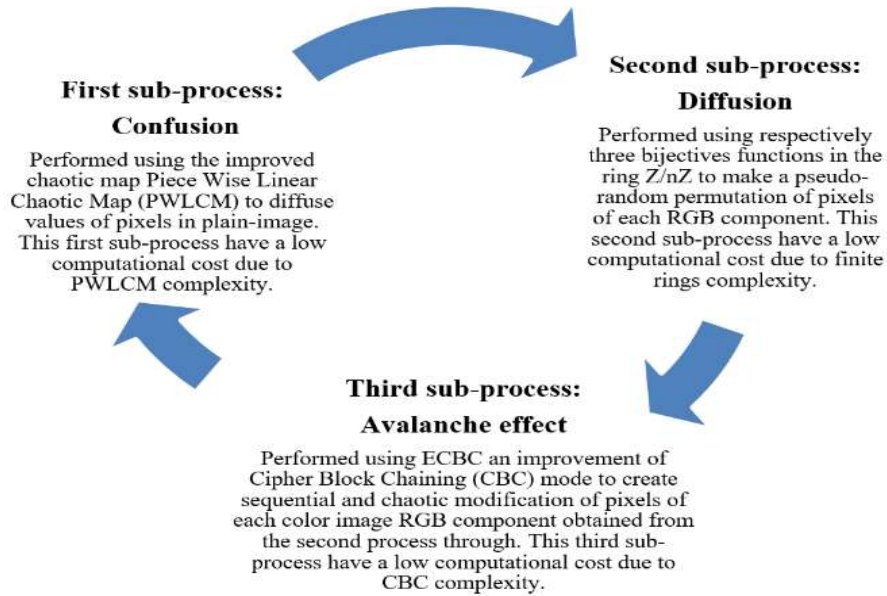 First sub-process:
Confusion
Performed using the improved
chaotic map Piece Wise Linear
Chaotic Map (PWLCM) to diffuse
values of pixels in plain-image.
This first sub-process have a low
computational cost due to
PWLCM complexity.
Second sub-process:
Diffusion
Performed using respectively
three bijectives functions in the
ring Z/nZ to make a pseudo-
random permutation of pixels
of each RGB component. This
second sub-process have a low
computational cost due to finite
rings complexity.
Third sub-process:
Avalanche effect
Performed using ECBC an improvement of
Cipher Block Chaining (CBC) mode to create
sequential and chaotic modification of pixels of
each color image RGB component obtained from
the second process through. This third sub-
process have a low computational cost due to
CBC complexity.